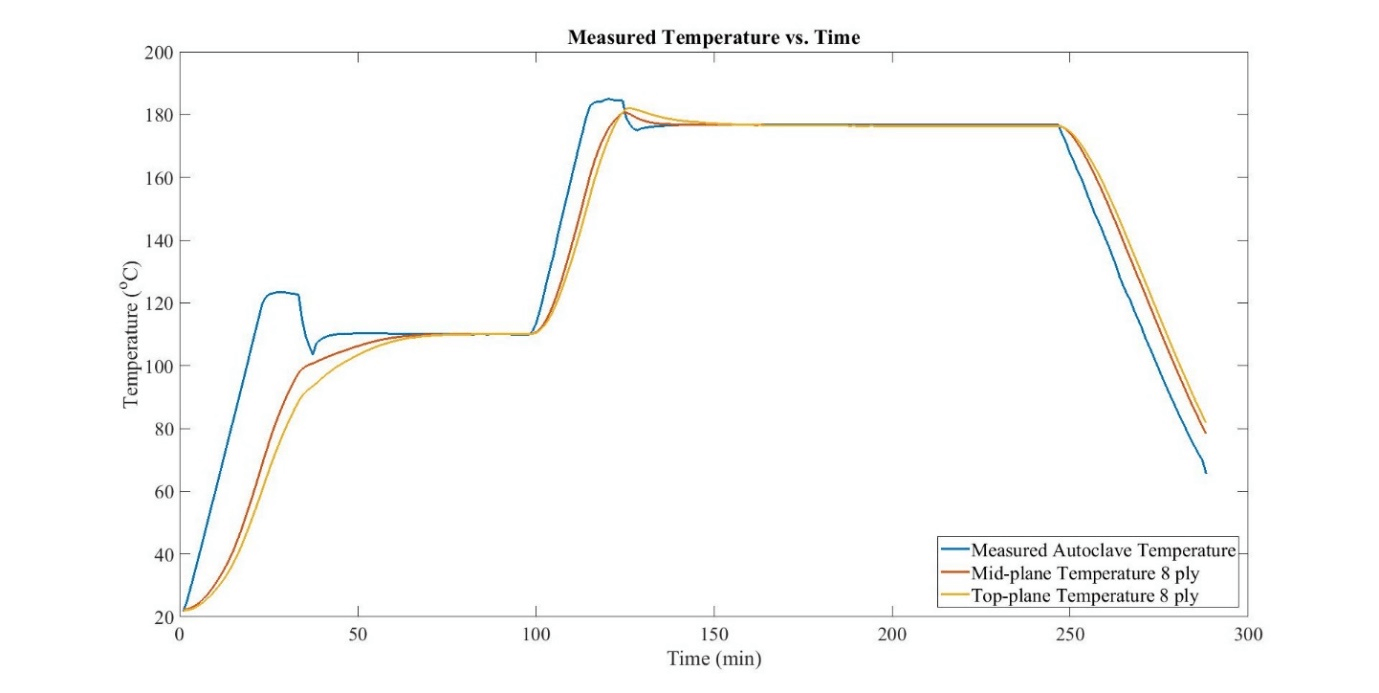 Measured Temperature vs. Time
200
180
160
140
120
100
80
60
40
20
Temperature (°C)
0
50
100
150
200
250
300
Time (min)
Measured Autoclave Temperature
Mid-plane Temperature 8 ply
Top-plane Temperature 8 ply